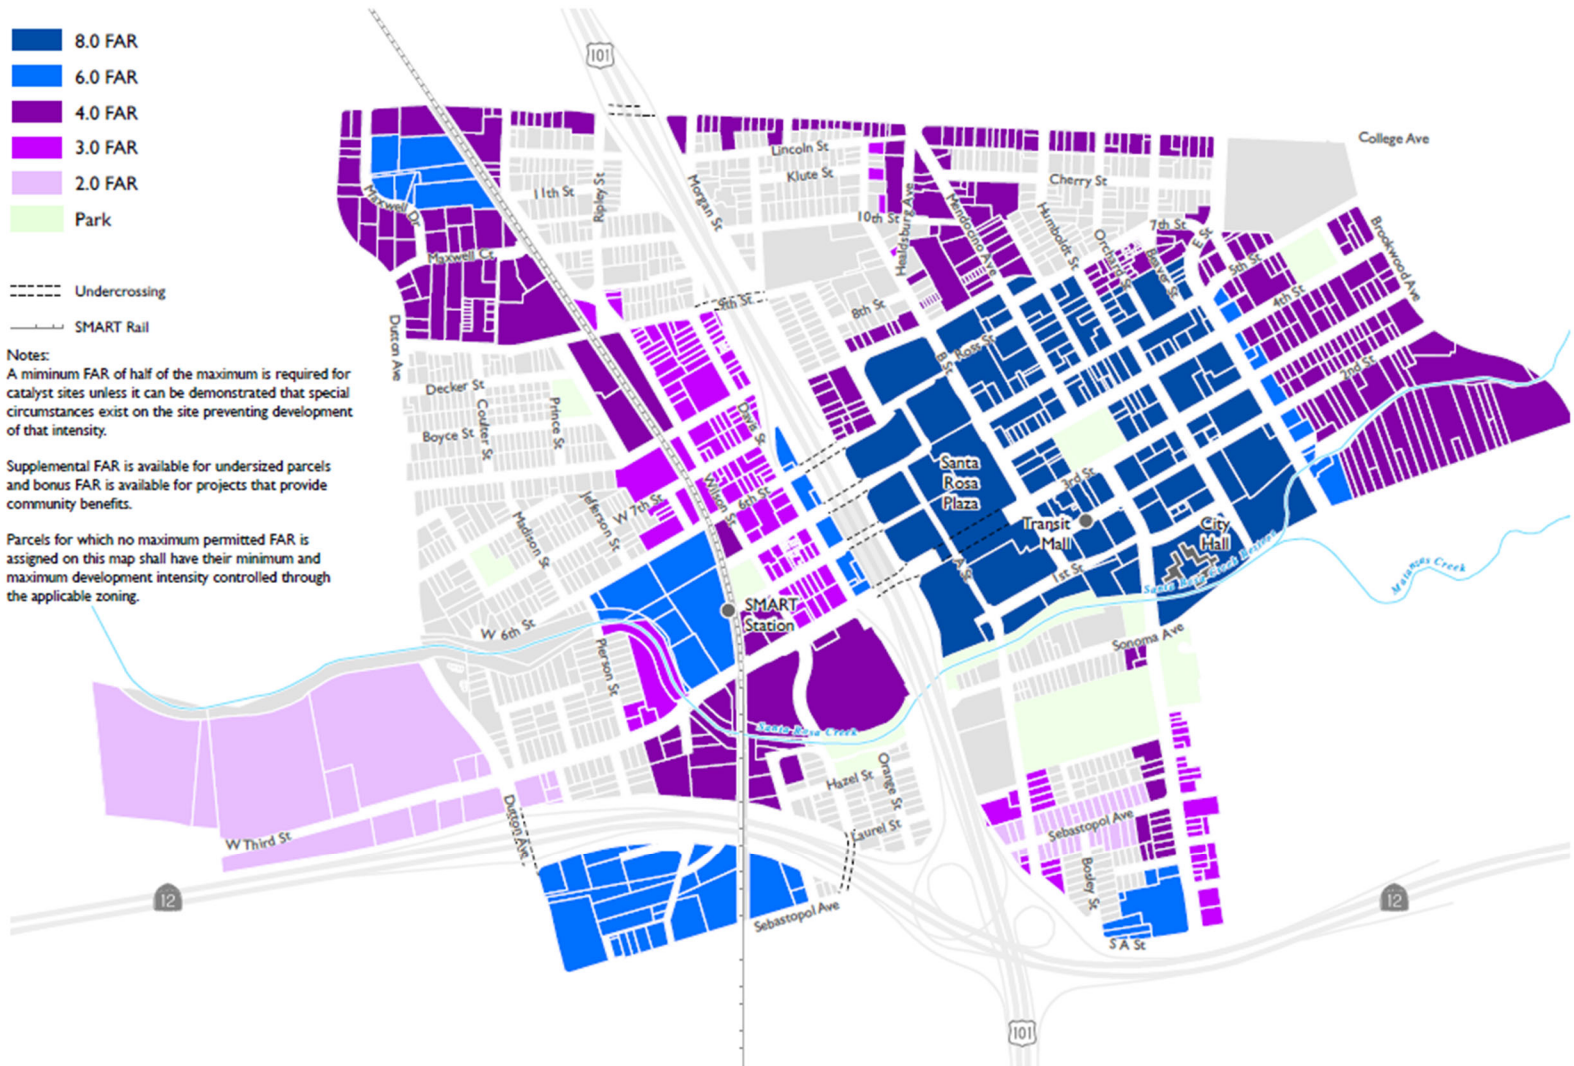 8.0 FAR
6.0 FAR
4.0 FAR
3.0 FAR
2.0 FAR
Park
Undercrossing
SMART Rail
Notes:
A miminum FAR of half of the maximum is required for
catalyst sites unless it can be demonstrated that special
circumstances exist on the site preventing development
of that intensity.
Supplemental FAR is available for undersized parcels
and bonus FAR is available for projects that provide
community benefits.
Parcels for which no maximum permitted FAR is
assigned on this map shall have their minimum and
maximum development intensity controlled through
the applicable zoning.
101
College Ave
Lincoln St
Klute St
Cherry St
11th St
Ripley St
Morgan St
Maxwell Dr
10th St
Healdsburg Ave
Mendocino Ave
Humboldt St
Orchard St
7th St
Beaver St
E St
Brookwood Ave
Maxwell Ct
5th St
4th St
9th St
8th St
Dutton Ave
B St
Ross St
2nd St
Decker St
Coulter St
Prince St
Boyce St
Davis St
Santa
Rosa
Plaza
3rd St
Wilson St
6th St
W 7th St
Jefferson St
Madison St
Transit
Mall
City
Hall
A St
1st St
Santa Rosa Creek Reserve
Matanzas Creek
SMART
Station
W 6th St
Pierson St
Sonoma Ave
Santa Rosa Creek
Hazel St
Orange St
Laurel St
W Third St
Dutton Ave
Sebastopol Ave
Boyley St
12
Sebastopol Ave
12
S A St
101